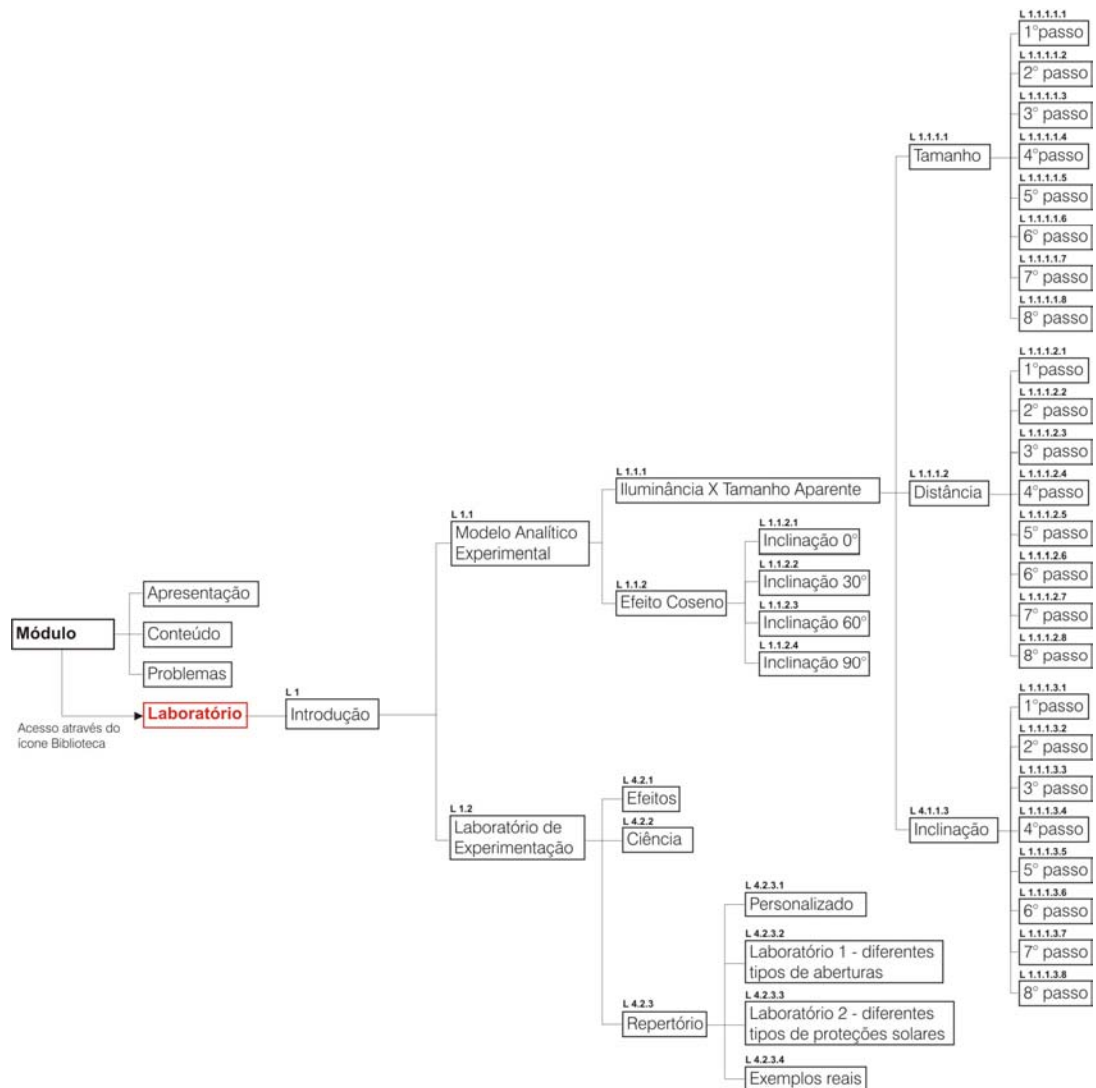 Módulo
Apresentação
Conteúdo
Problemas
Laboratório
Acesso através do
ícone Biblioteca
L 1
Introdução
L 1.1
Modelo Analítico
Experimental
L 1.1.1
Iluminância X Tamanho Aparente
L 1.1.1.1
Tamanho
L 1.1.1.1.1
1°passo
L 1.1.1.1.2
2° passo
L 1.1.1.1.3
3° passo
L 1.1.1.1.4
4°passo
L 1.1.1.1.5
5° passo
L 1.1.1.1.6
6° passo
L 1.1.1.1.7
7° passo
L 1.1.1.1.8
8° passo
L 1.1.1.2
Distância
L 1.1.1.2.1
1°passo
L 1.1.1.2.2
2° passo
L 1.1.1.2.3
3° passo
L 1.1.1.2.4
4°passo
L 1.1.1.2.5
5° passo
L 1.1.1.2.6
6° passo
L 1.1.1.2.7
7° passo
L 1.1.1.2.8
8° passo
L 4.1.1.3
Inclinação
L 1.1.1.3.1
1°passo
L 1.1.1.3.2
2° passo
L 1.1.1.3.3
3° passo
L 1.1.1.3.4
4°passo
L 1.1.1.3.5
5° passo
L 1.1.1.3.6
6° passo
L 1.1.1.3.7
7° passo
L 1.1.1.3.8
8° passo
L 1.1.2
Efeito Coseno
L 1.1.2.1
Inclinação 0°
L 1.1.2.2
Inclinação 30°
L 1.1.2.3
Inclinação 60°
L 1.1.2.4
Inclinação 90°
L 1.2
Laboratório de
Experimentação
L 4.2.1
Efeitos
L 4.2.2
Ciência
L 4.2.3
Repertório
L 4.2.3.1
Personalizado
L 4.2.3.2
Laboratório 1 - diferentes
tipos de aberturas
L 4.2.3.3
Laboratório 2 - diferentes
tipos de proteções solares
L 4.2.3.4
Exemplos reais